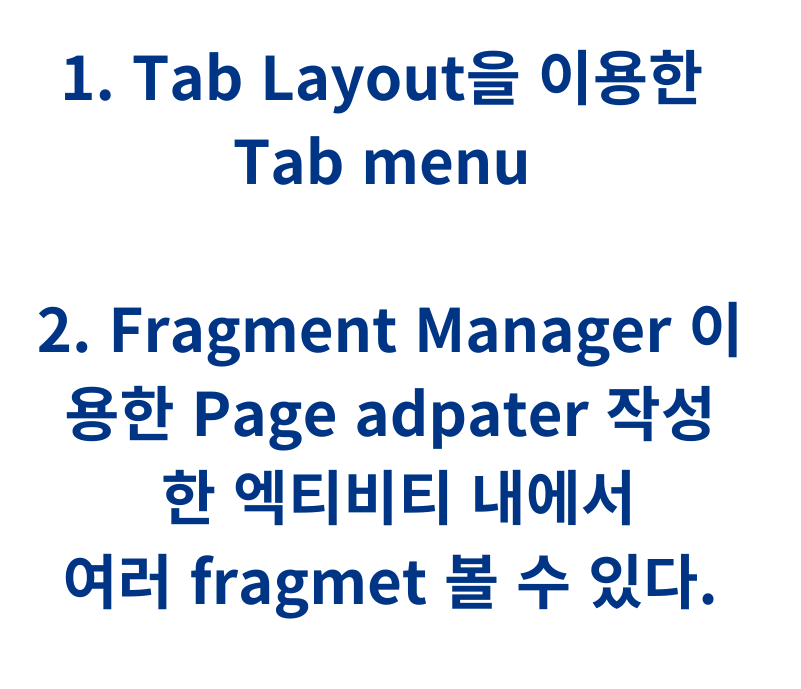 1. Tab Layout을 이용한
Tab menu
2. Fragment Manager 이
용한 Page adpater 작성
한 엑티비티 내에서
여러 fragmet 볼 수 있다.